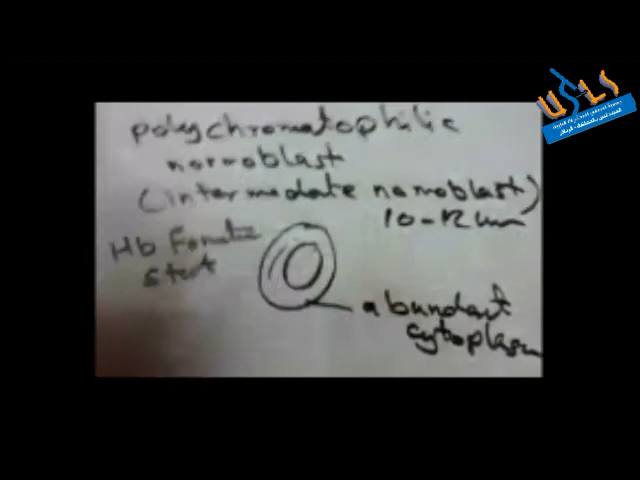 polychromatophilic
normoblast
(intermediate normoblast)
10-12 um
Hb Formation
start
abundant
cytoplasm